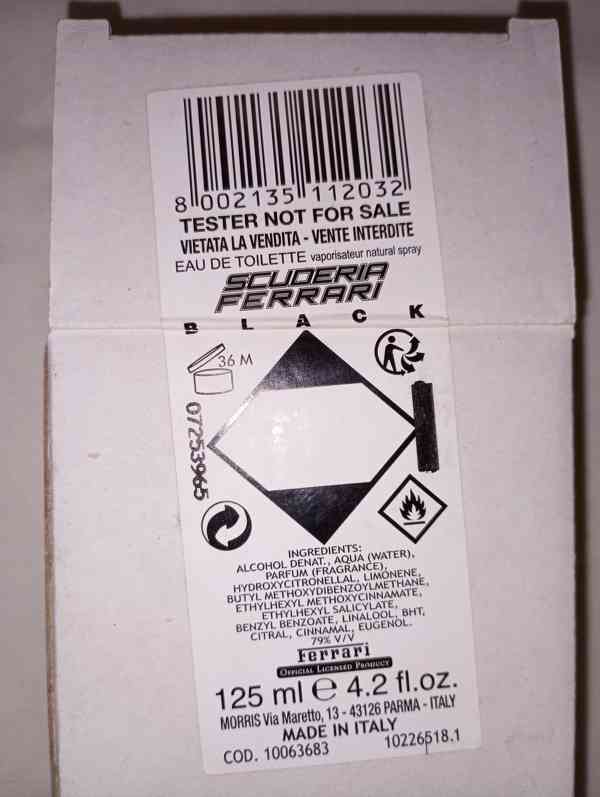 8 002135 112032
TESTER NOT FOR SALE
VIETATA LA VENDITA - VENTE INTERDITE
EAU DE TOILETTE vaporisateur natural spray
SCUDERIA
FERRARI
BLACK
36 M
07253965
INGREDIENTS:
ALCOHOL DENAT., AQUA (WATER),
PARFUM (FRAGRANCE),
HYDROXYCITRONELLAL, LIMONENE,
BUTYL METHOXYDIBENZOYLMETHANE,
ETHYLHEXYL METHOXYCINNAMATE,
ETHYLHEXYL SALICYLATE,
BENZYL BENZOATE, LINALOOL, BHT,
CITRAL, CINNAMAL, EUGENOL.
79% V/V
Ferrari
OFFICIAL LICENSED PRODUCT
125 ml e 4.2 fl.oz.
MORRIS Via Maretto, 13 - 43126 PARMA - ITALY
MADE IN ITALY
COD. 10063683 10226518.1